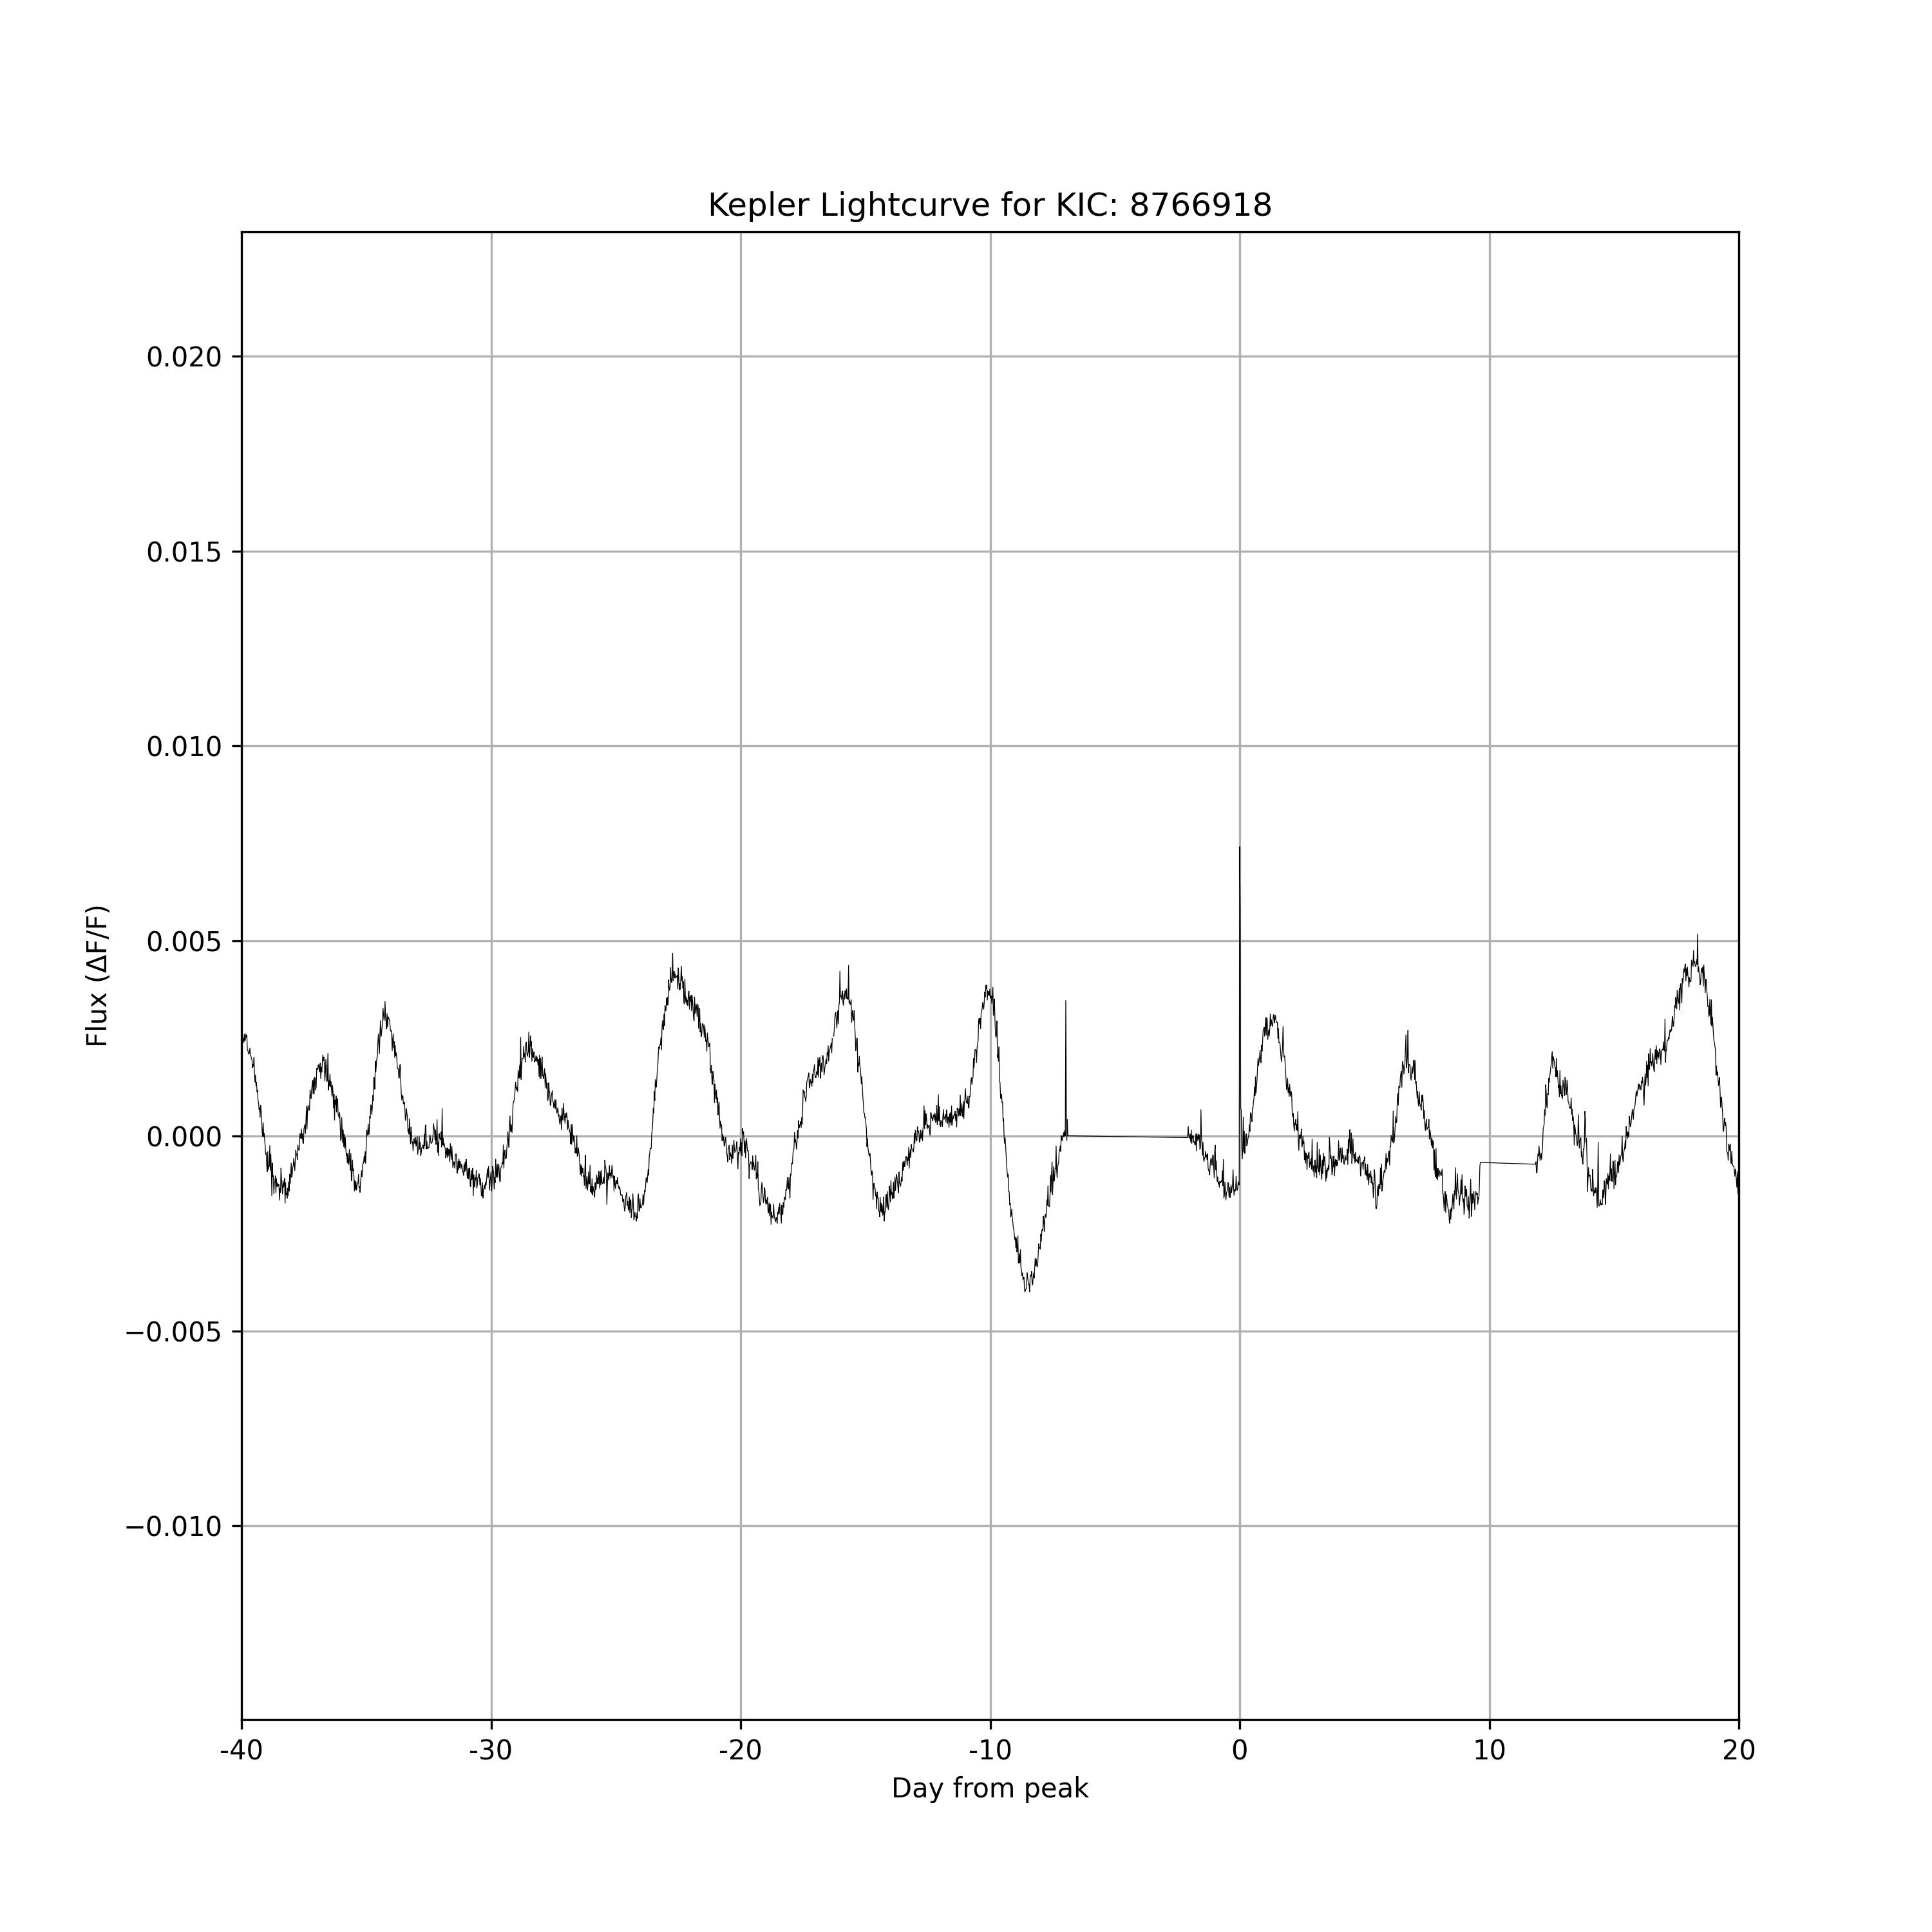 Kepler Lightcurve for KIC: 8766918
Flux (ΔF/F)
0.020
0.015
0.010
0.005
0.000
−0.005
−0.010
-40 -30 -20 -10 0 10 20
Day from peak